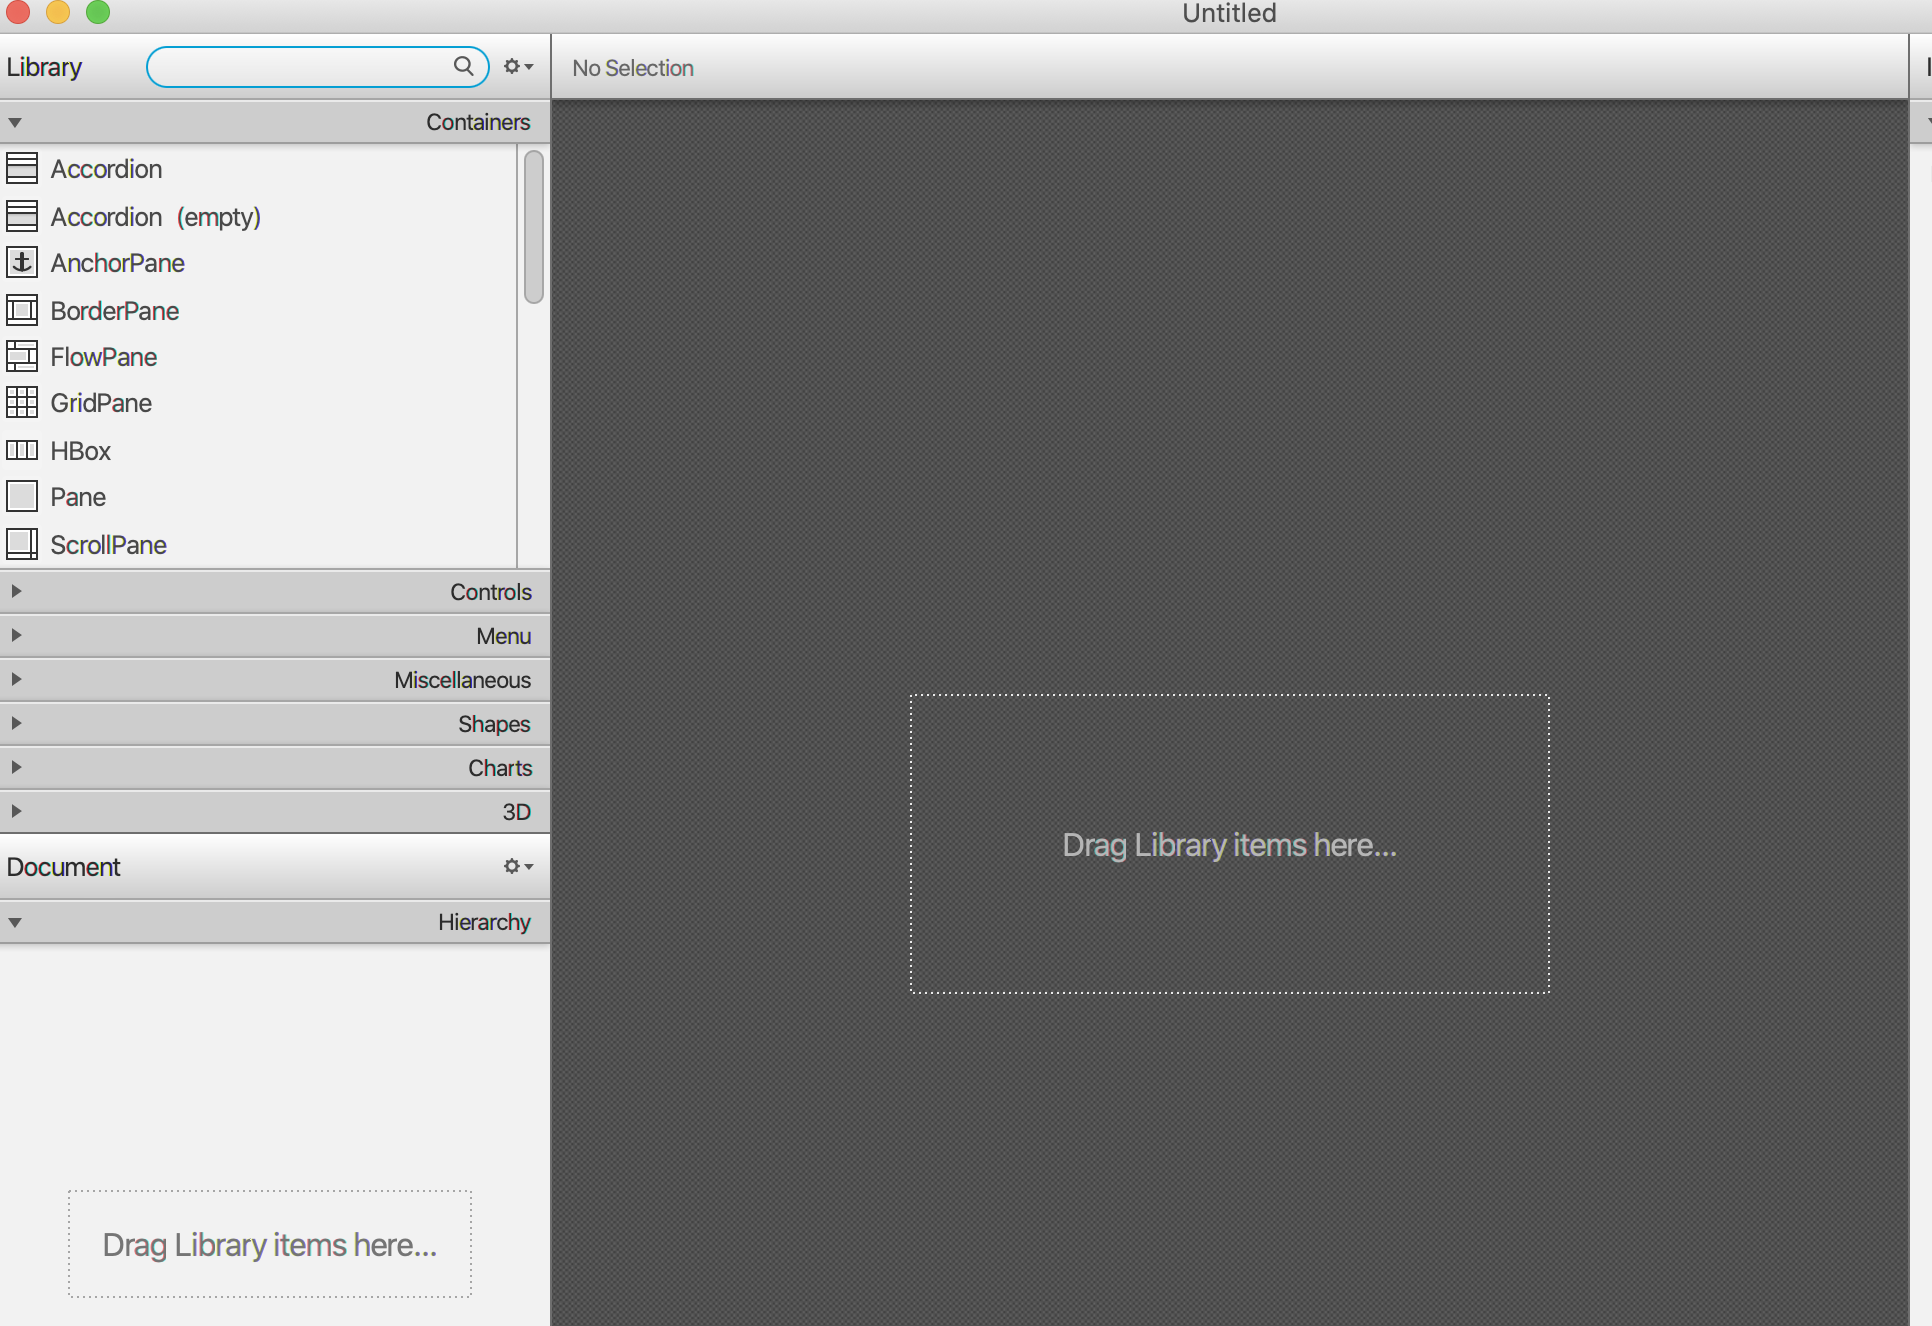 Untitled
Library
No Selection
Containers
Accordion
Accordion (empty)
AnchorPane
BorderPane
FlowPane
GridPane
HBox
Pane
ScrollPane
Controls
Menu
Miscellaneous
Shapes
Charts
3D
Document
Hierarchy
Drag Library items here...
Drag Library items here...